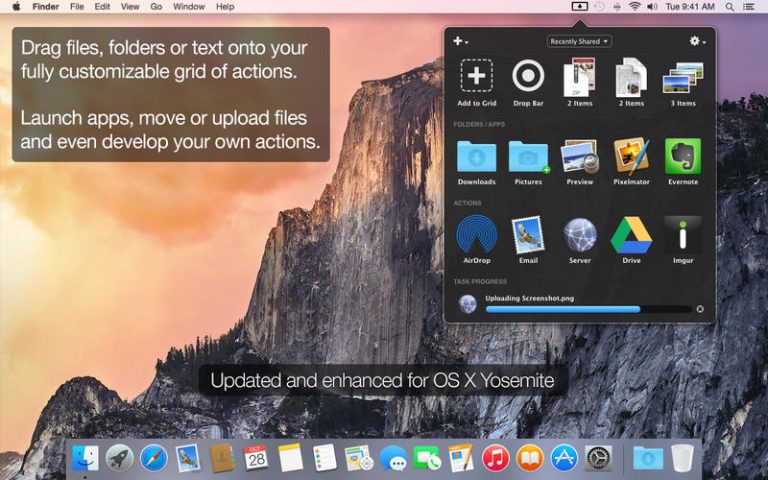 Finder File Edit View Go Window Help
Tue 9:41 AM
Drag files, folders or text onto your
fully customizable grid of actions.
Launch apps, move or upload files
and even develop your own actions.
Recently Shared
ZIP
Add to Grid Drop Bar 2 Items 2 Items 3 Items
FOLDERS / APPS
Downloads Pictures Preview Pixelmator Evernote
ACTIONS
AirDrop Email Server Drive Imgur
TASK PROGRESS
Uploading Screenshot.png
Updated and enhanced for OS X Yosemite
OCT
28